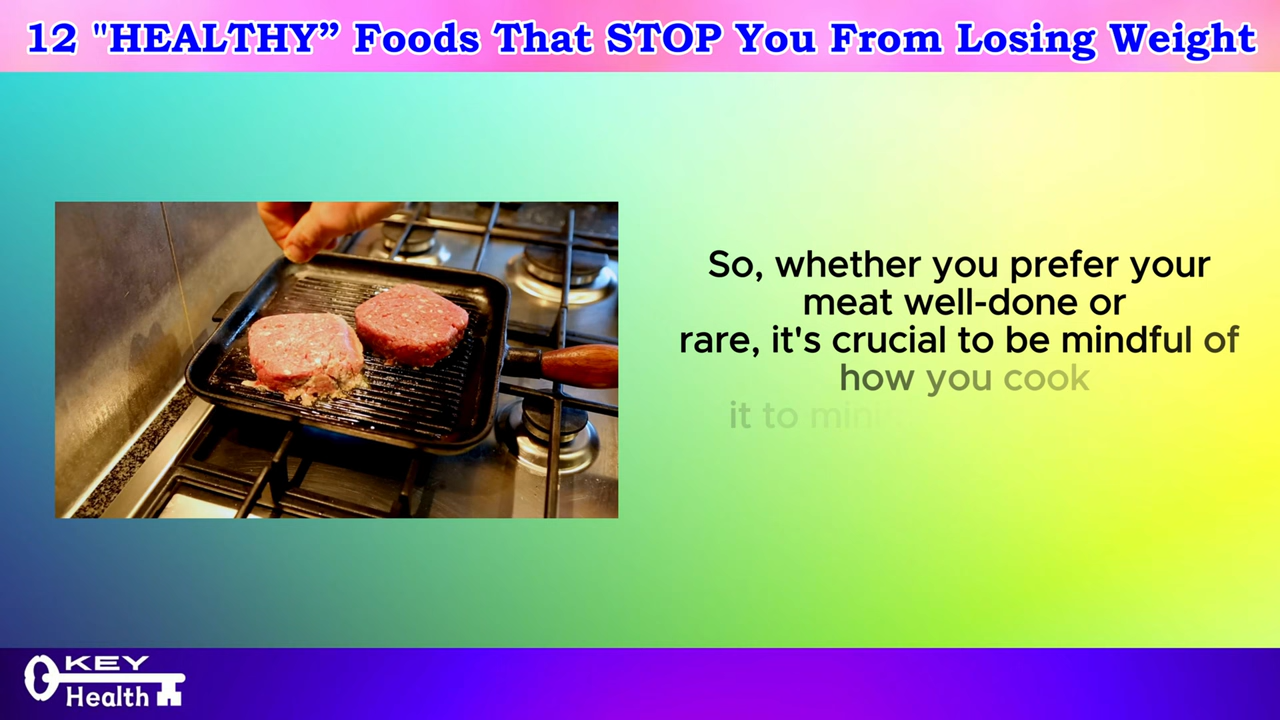 12 "HEALTHY” Foods That STOP You From Losing Weight
So, whether you prefer your
meat well-done or
rare, it's crucial to be mindful of
how you cook
it to
KEY
Health